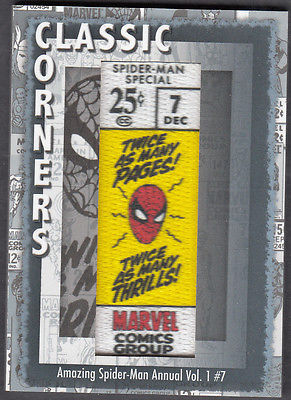 CLASSIC
CORNERS
SPIDER-MAN
SPECIAL
25¢ 7
CC DEC
TWICE
AS MANY
PAGES!
TWICE
AS MANY
THRILLS!
MARVEL
COMICS
GROUP
Amazing Spider-Man Annual Vol. 1 #7